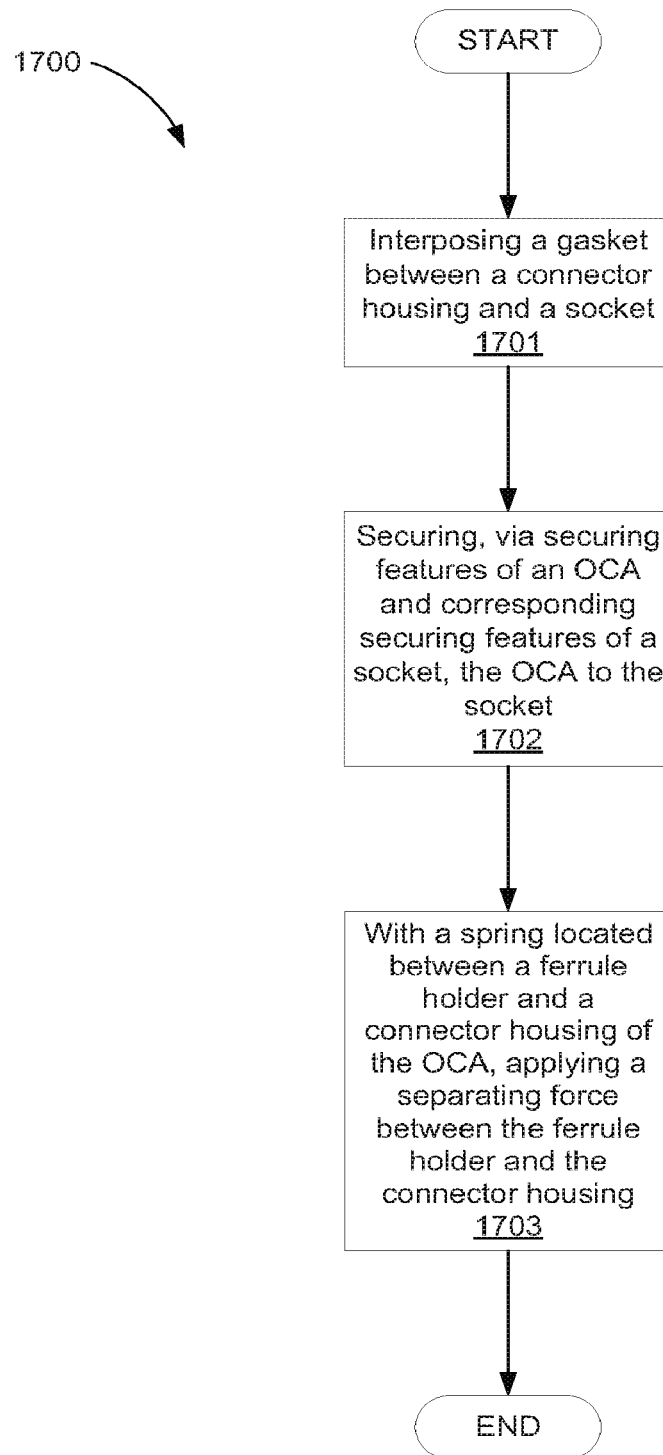 1700
START
Interposing a gasket
between a connector
housing and a socket
1701
Securing, via securing
features of an OCA
and corresponding
securing features of a
socket, the OCA to the
socket
1702
With a spring located
between a ferrule
holder and a
connector housing of
the OCA, applying a
separating force
between the ferrule
holder and the
connector housing
1703
END